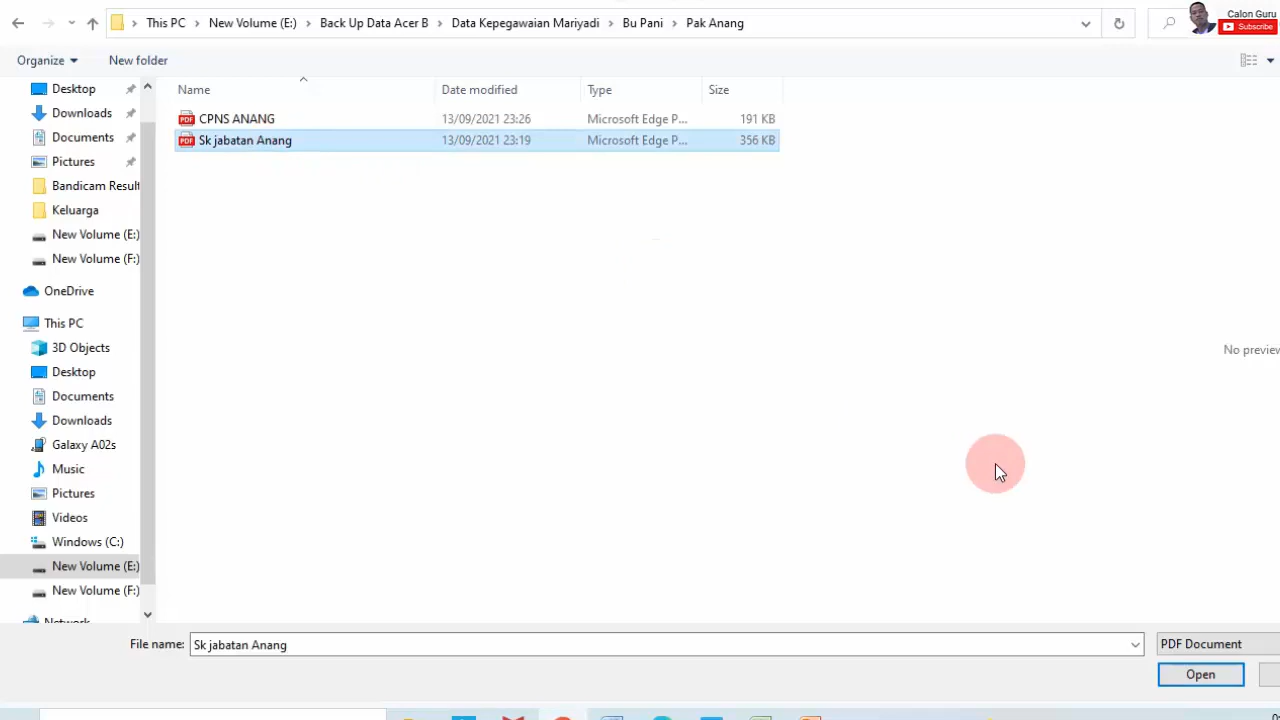 This PC > New Volume (E:) > Back Up Data Acer B > Data Kepegawaian Mariyadi > Bu Pani > Pak Anang
Calon Guru
Subscribe
Organize
New folder
Name Date modified Type Size
CPNS ANANG 13/09/2021 23:26 Microsoft Edge P... 191 KB
Sk jabatan Anang 13/09/2021 23:19 Microsoft Edge P... 356 KB
Desktop
Downloads
Documents
Pictures
Bandicam Result
Keluarga
New Volume (E:)
New Volume (F:)
OneDrive
This PC
3D Objects
Desktop
Documents
Downloads
Galaxy A02s
Music
Pictures
Videos
Windows (C:)
New Volume (E:)
New Volume (F:)
Network
No preview
File name: Sk jabatan Anang
PDF Document
Open